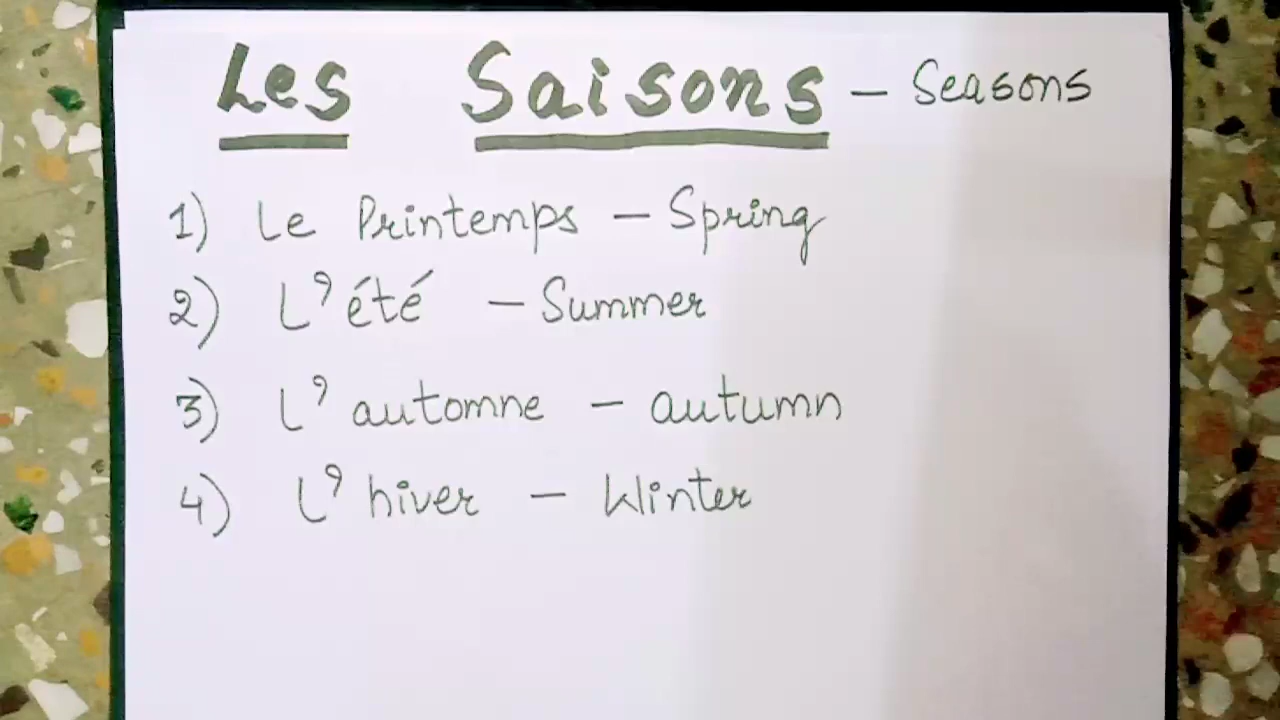 Les Saisons - Seasons
1) Le Printemps - Spring
2) L'été - Summer
3) L'automne - autumn
4) L'hiver - Winter